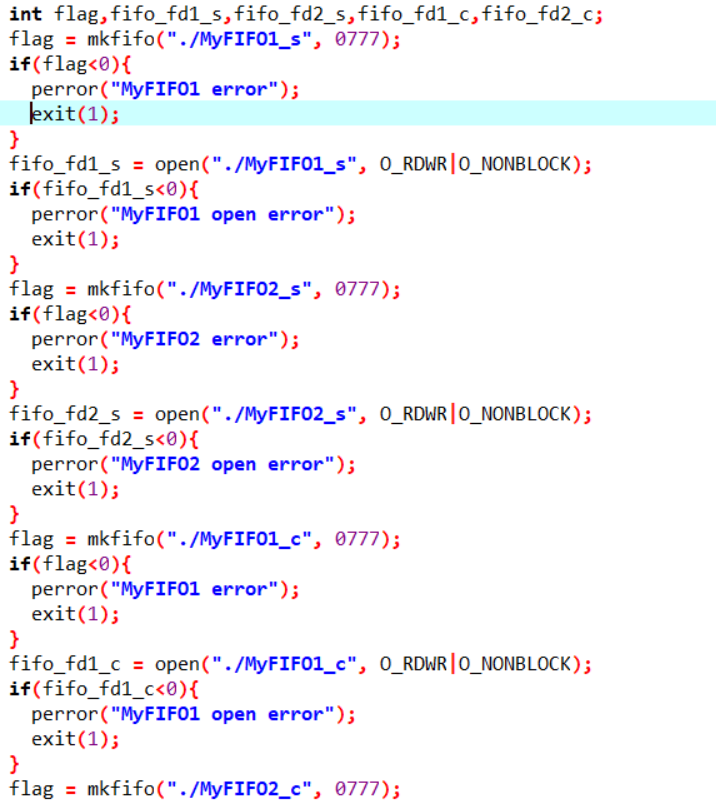 int flag,fifo_fd1_s,fifo_fd2_s,fifo_fd1_c,fifo_fd2_c;
flag = mkfifo("./MyFIFO1_s", 0777);
if(flag<0){
  perror("MyFIFO1 error");
  exit(1);
}
fifo_fd1_s = open("./MyFIFO1_s", O_RDWR|O_NONBLOCK);
if(fifo_fd1_s<0){
  perror("MyFIFO1 open error");
  exit(1);
}
flag = mkfifo("./MyFIFO2_s", 0777);
if(flag<0){
  perror("MyFIFO2 error");
  exit(1);
}
fifo_fd2_s = open("./MyFIFO2_s", O_RDWR|O_NONBLOCK);
if(fifo_fd2_s<0){
  perror("MyFIFO2 open error");
  exit(1);
}
flag = mkfifo("./MyFIFO1_c", 0777);
if(flag<0){
  perror("MyFIFO1 error");
  exit(1);
}
fifo_fd1_c = open("./MyFIFO1_c", O_RDWR|O_NONBLOCK);
if(fifo_fd1_c<0){
  perror("MyFIFO1 open error");
  exit(1);
}
flag = mkfifo("./MyFIFO2_c", 0777);